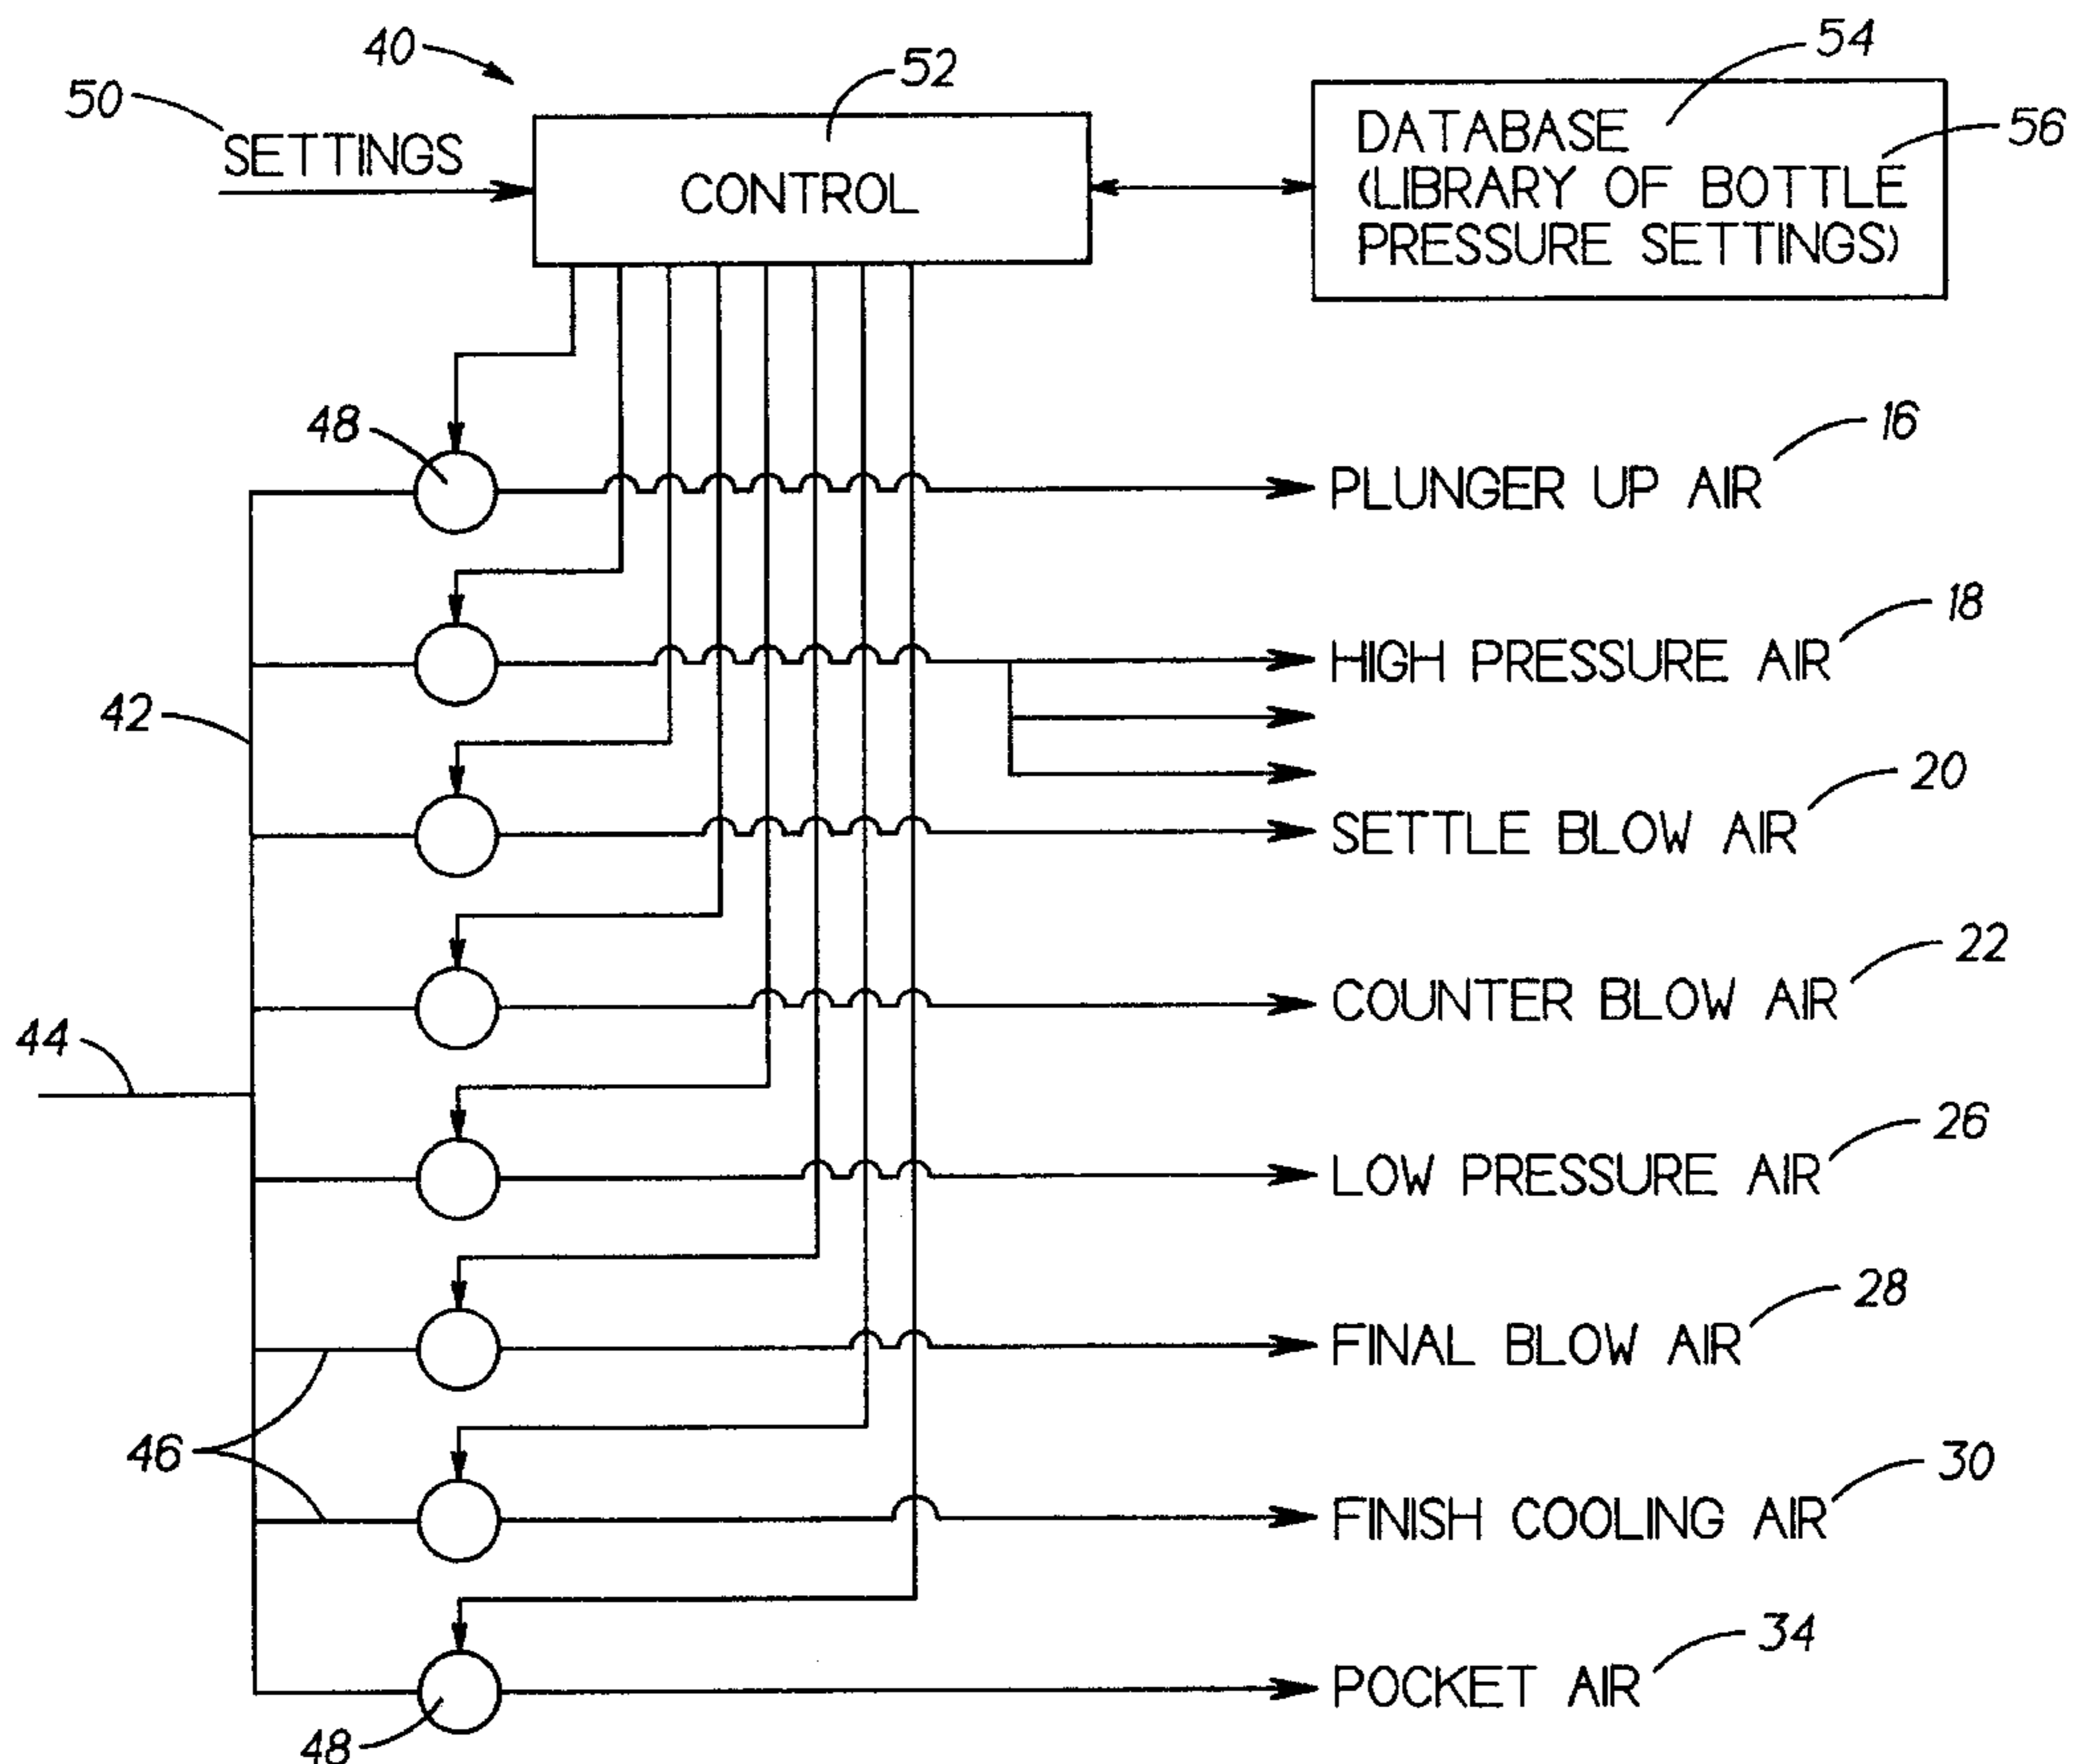 40
52
54
50
SETTINGS
CONTROL
DATABASE
(LIBRARY OF BOTTLE
PRESSURE SETTINGS)
56
48
16
PLUNGER UP AIR
18
HIGH PRESSURE AIR
42
20
SETTLE BLOW AIR
22
COUNTER BLOW AIR
44
26
LOW PRESSURE AIR
28
FINAL BLOW AIR
46
30
FINISH COOLING AIR
34
POCKET AIR
48